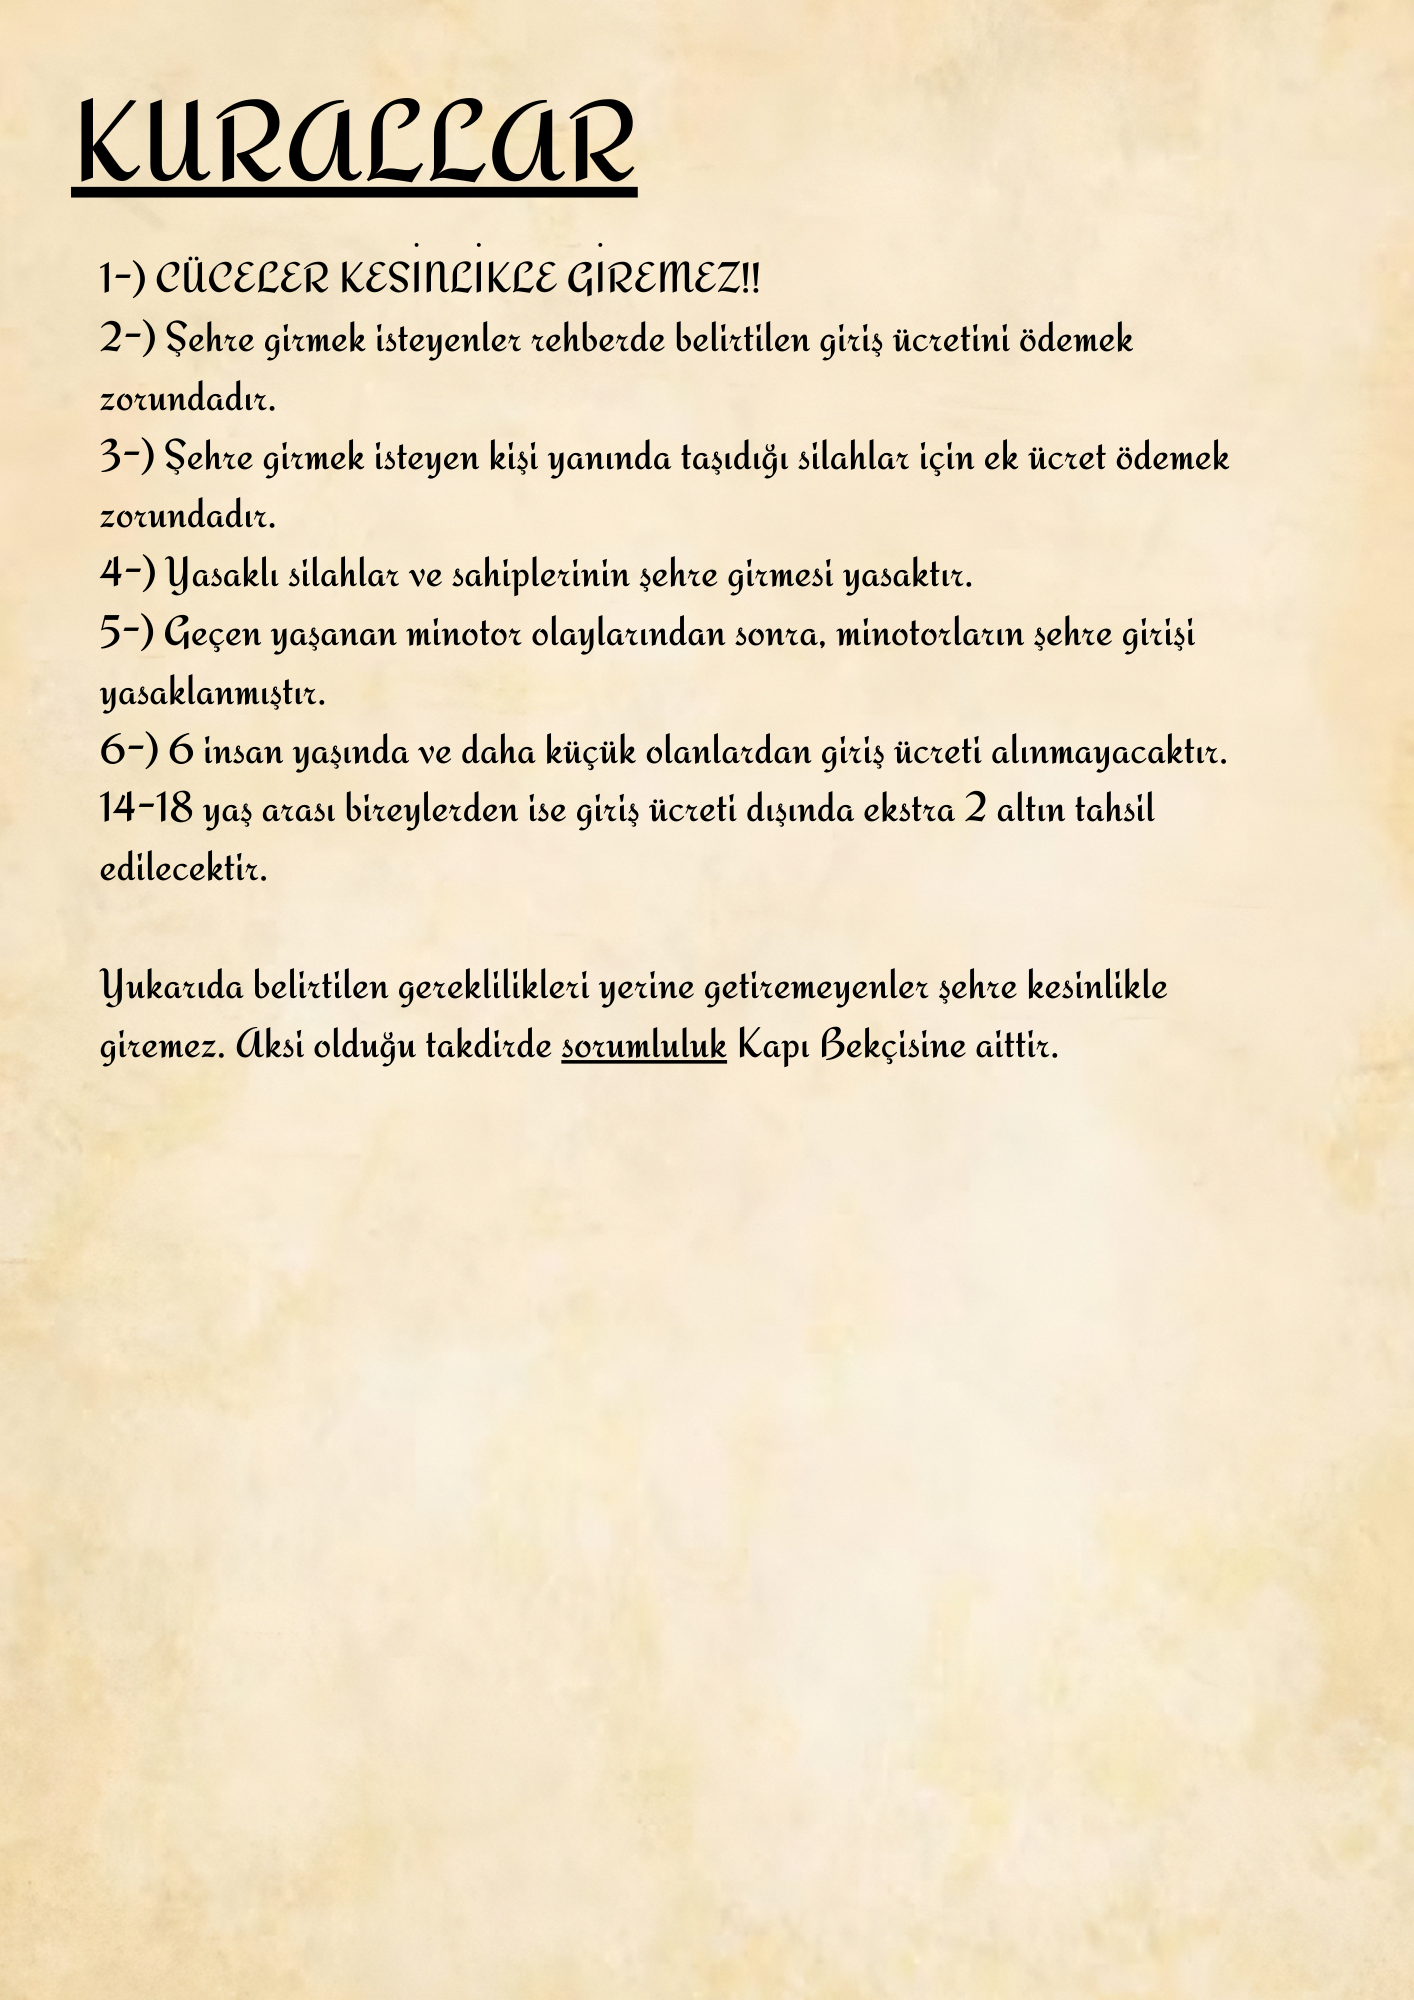 KURALLAR
1-) CÜCELER KESİNLİKLE GİREMEZ!!
2-) Şehre girmek isteyenler rehberde belirtilen giriş ücretini ödemek
zorundadır.
3-) Şehre girmek isteyen kişi yanında taşıdığı silahlar için ek ücret ödemek
zorundadır.
4-) Yasaklı silahlar ve sahiplerinin şehre girmesi yasaktır.
5-) Geçen yaşanan minotor olaylarından sonra, minotorların şehre girişi
yasaklanmıştır.
6-) 6 insan yaşında ve daha küçük olanlardan giriş ücreti alınmayacaktır.
14-18 yaş arası bireylerden ise giriş ücreti dışında ekstra 2 altın tahsil
edilecektir.
Yukarıda belirtilen gereklilikleri yerine getiremeyenler şehre kesinlikle
giremez. Aksi olduğu takdirde sorumluluk Kapı Bekçisine aittir.